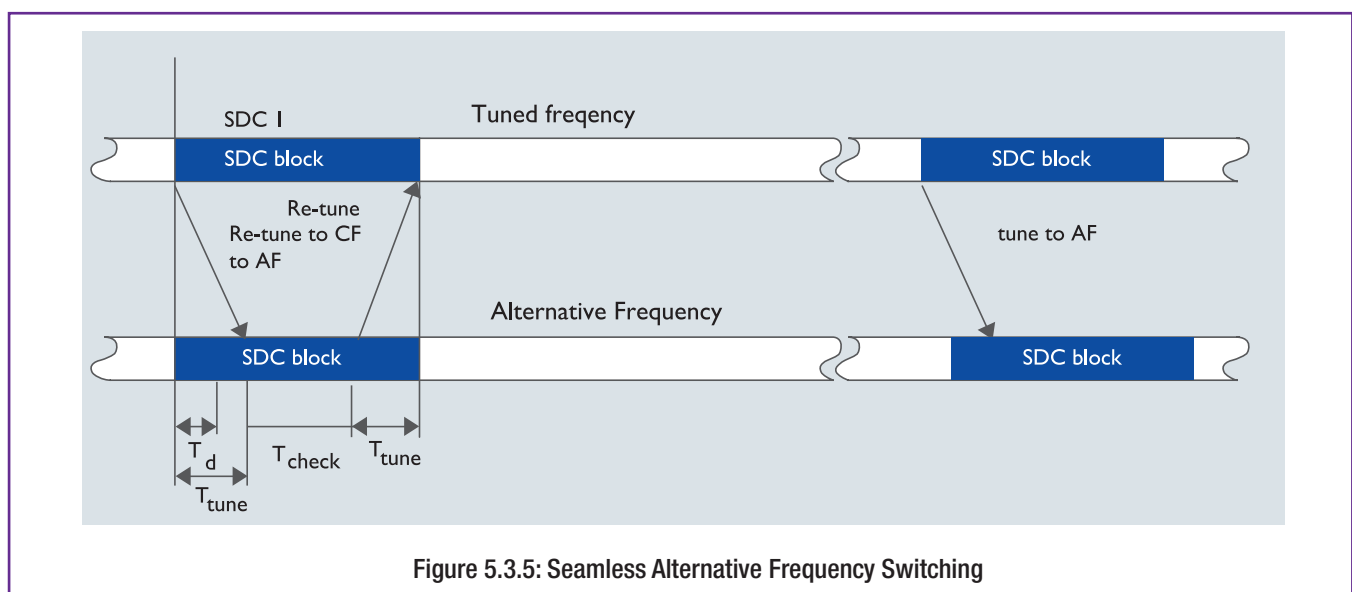 SDC I
Tuned freqency
SDC block
SDC block
Re-tune
Re-tune to CF
to AF
tune to AF
Alternative Frequency
SDC block
SDC block
T d
T check
T tune
T tune
Figure 5.3.5: Seamless Alternative Frequency Switching